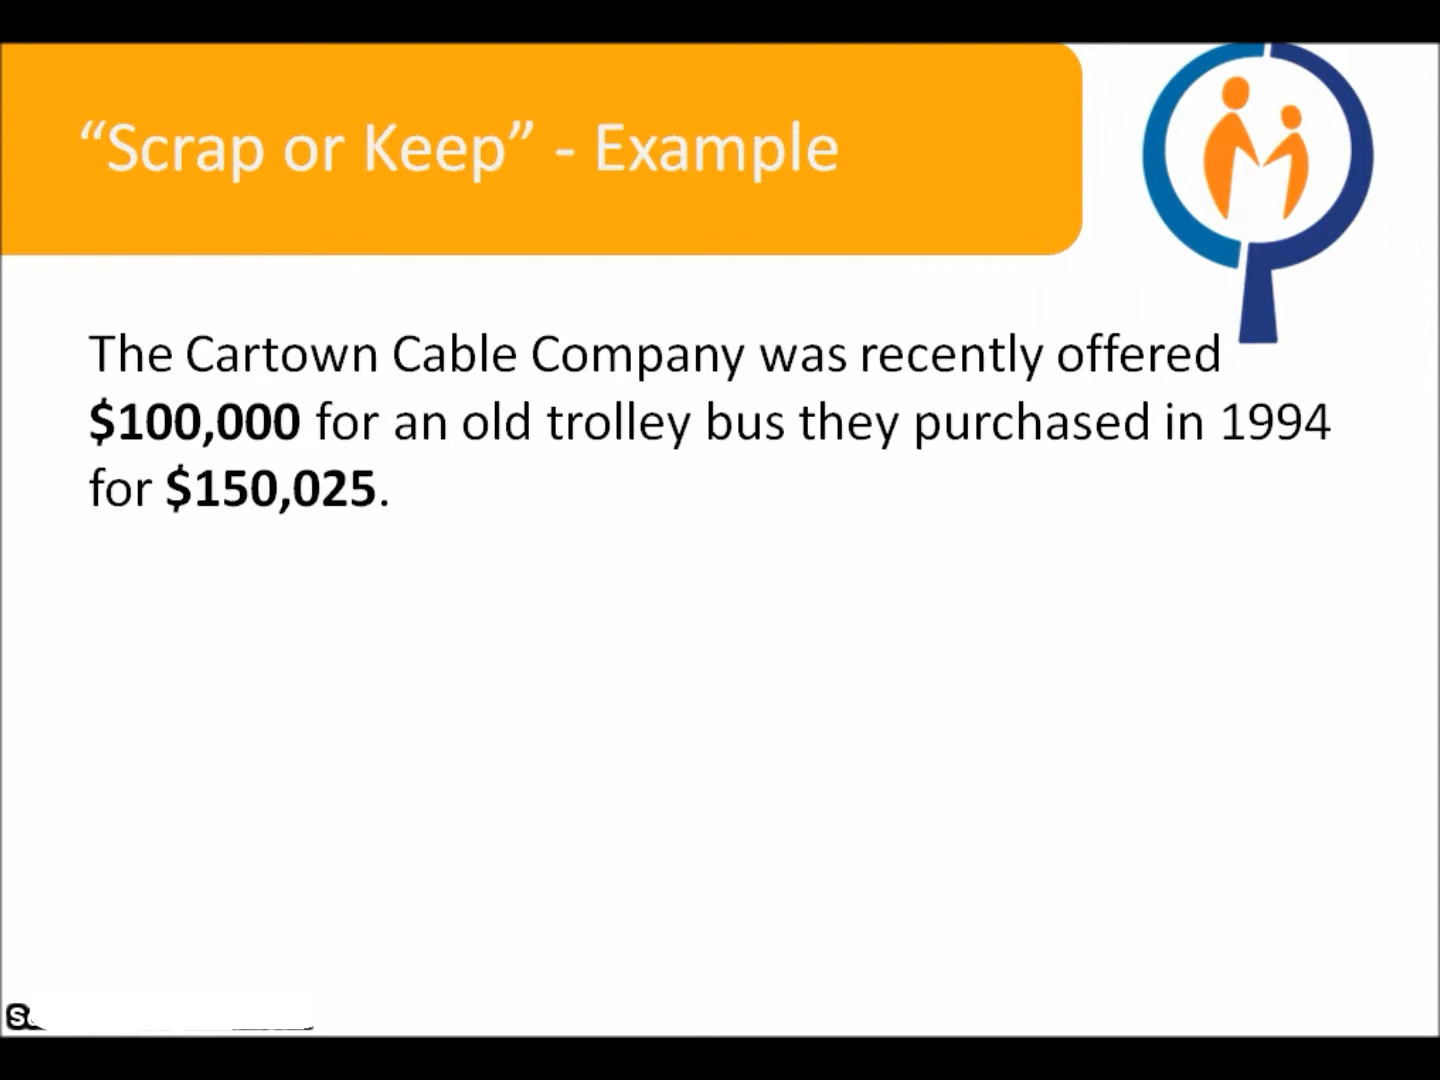 “Scrap or Keep” - Example
The Cartown Cable Company was recently offered
$100,000 for an old trolley bus they purchased in 1994
for $150,025.